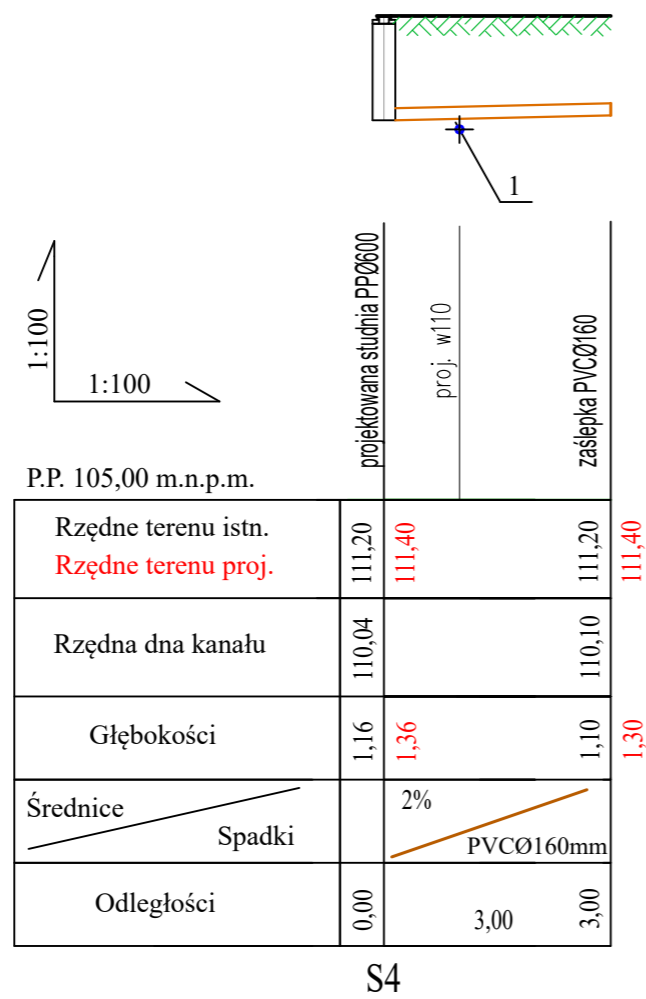 1
1:100
1:100
projektowana studnia PPØ600
proj. w110
zaślepka PVCØ160
P.P. 105,00 m.n.p.m.
Rzędne terenu istn.
Rzędne terenu proj.
111,20
111,40
111,20
111,40
Rzędna dna kanału
110,04
110,10
Głębokości
1,16
1,36
1,10
1,30
Średnice
Spadki
2%
PVCØ160mm
Odległości
0,00
3,00
3,00
S4